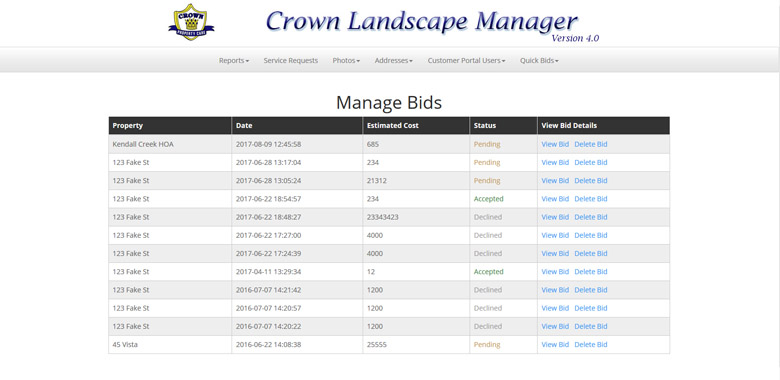 CROWN
PROPERTY CARE
Crown Landscape Manager
Version 4.0
Reports Service Requests Photos Addresses Customer Portal Users Quick Bids
Manage Bids
Property Date Estimated Cost Status View Bid Details
Kendall Creek HOA 2017-08-09 12:45:58 685 Pending View Bid Delete Bid
123 Fake St 2017-06-28 13:17:04 234 Pending View Bid Delete Bid
123 Fake St 2017-06-28 13:05:24 21312 Pending View Bid Delete Bid
123 Fake St 2017-06-22 18:54:57 234 Accepted View Bid Delete Bid
123 Fake St 2017-06-22 18:48:27 23343423 Declined View Bid Delete Bid
123 Fake St 2017-06-22 17:27:00 4000 Declined View Bid Delete Bid
123 Fake St 2017-06-22 17:24:39 4000 Declined View Bid Delete Bid
123 Fake St 2017-04-11 13:29:34 12 Accepted View Bid Delete Bid
123 Fake St 2016-07-07 14:21:42 1200 Declined View Bid Delete Bid
123 Fake St 2016-07-07 14:20:57 1200 Declined View Bid Delete Bid
123 Fake St 2016-07-07 14:20:22 1200 Declined View Bid Delete Bid
45 Vista 2016-06-22 14:08:38 25555 Pending View Bid Delete Bid